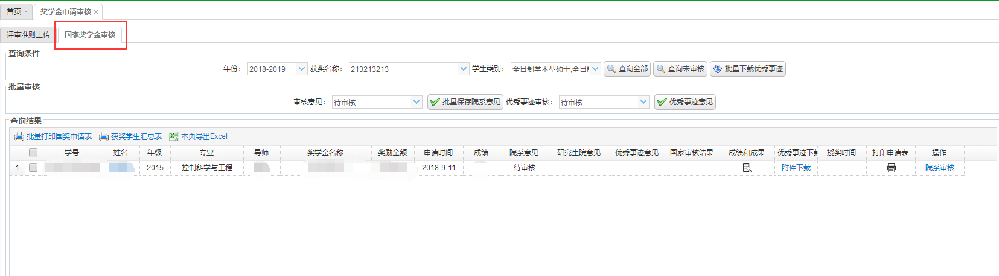 首页 × 奖学金申请审核 ×
评审准则上传 国家奖学金审核
查询条件
年份： 2018-2019 获奖名称： 213213213 学生类别： 全日制学术型硕士,全日制 查询全部 查询未审核 批量下载优秀事迹
批量审核
审核意见： 待审核 批量保存院系意见 优秀事迹审核： 待审核 优秀事迹意见
查询结果
批量打印国奖申请表 获奖学生汇总表 本页导出Excel
学号 姓名 年级 专业 导师 奖学金名称 奖励金额 申请时间 成绩 院系意见 研究生院意见 优秀事迹意见 国家审核结果 成绩和成果 优秀事迹下载 授奖时间 打印申请表 操作
1 2015 控制科学与工程 2018-9-11 待审核 附件下载 院系审核